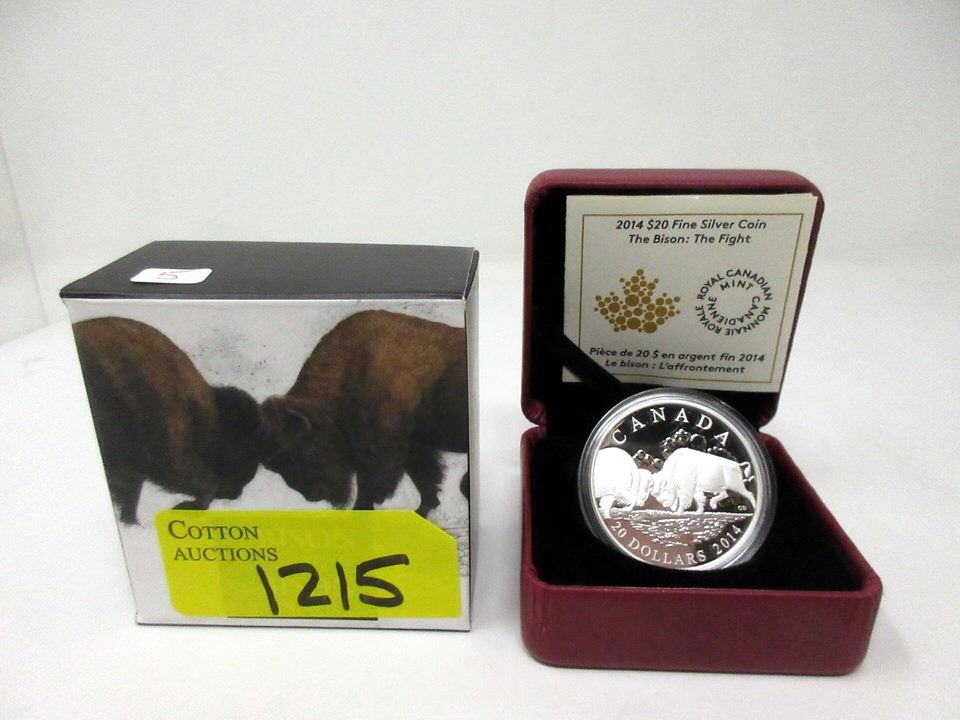 5
COTTON
AUCTIONS
1215
2014 $20 Fine Silver Coin
The Bison: The Fight
ROYAL CANADIAN MINT
MONNAIE ROYALE CANADIENNE
Pièce de 20 $ en argent fin 2014
Le bison : L'affrontement
CANADA
20 DOLLARS 2014